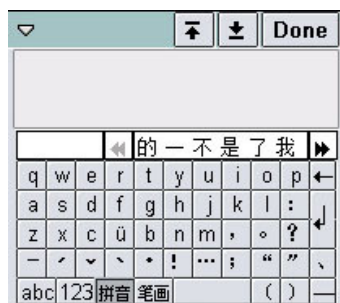 Done
的 一 不 是 了 我
q w e r t y u i o p ←
a s d f g h j k l :
z x c ü b n m , 。 ?
– ˊ ˇ ˋ · ! … ; “ ” 、
abc 123 拼音 笔画 ( ) —